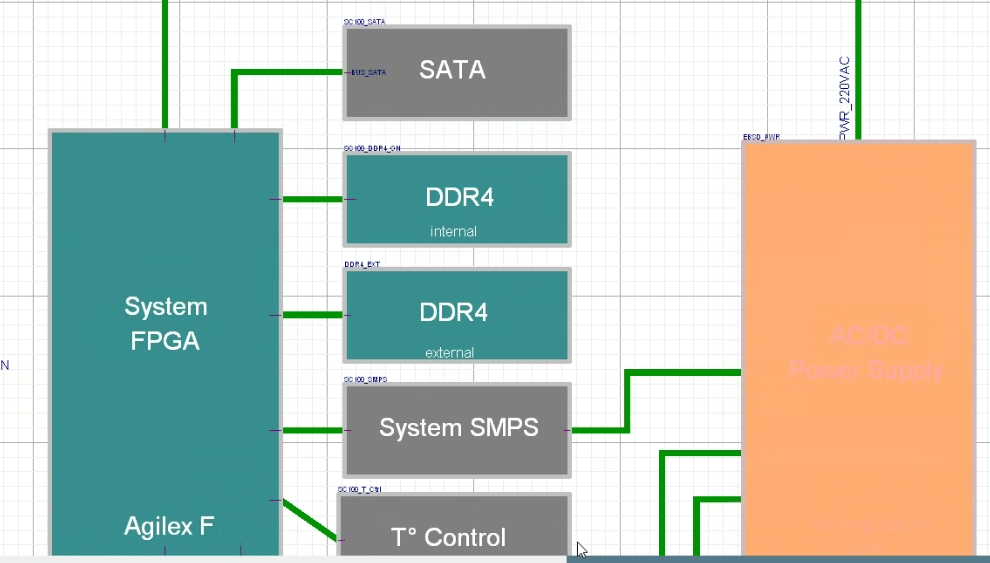 SC100_SATA
BUS_SATA
SATA
PWR_220VAC
EBSD_PWR
SC100_DDR4_ON
DDR4
internal
DDR4_EXT
System
FPGA
DDR4
external
AC/DC
Power Supply
N
SC100_SMPS
System SMPS
SC100_T_Ctrl
Agilex F
T° Control